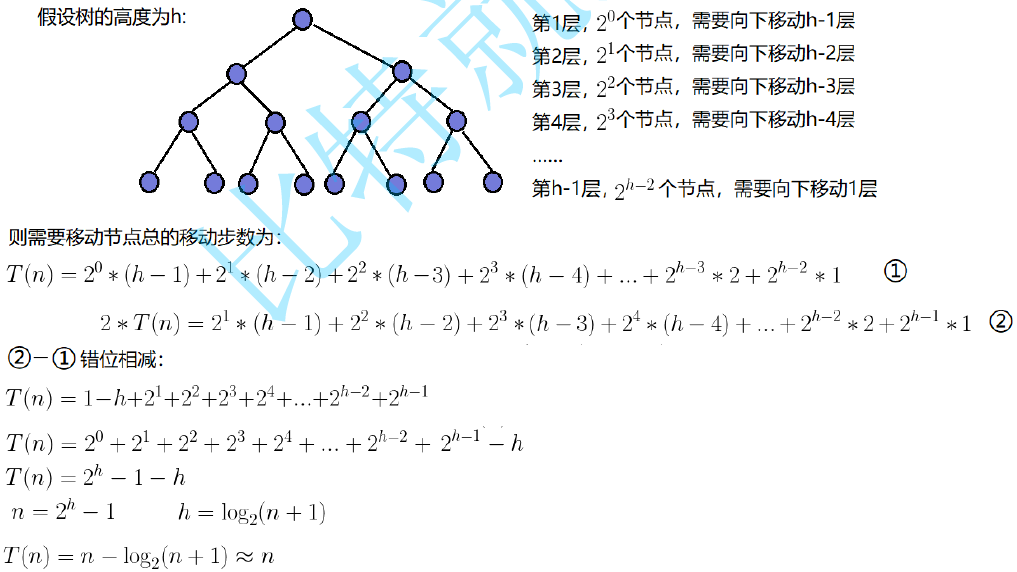 假设树的高度为h:
第1层，2^0个节点，需要向下移动h-1层
第2层，2^1个节点，需要向下移动h-2层
第3层，2^2个节点，需要向下移动h-3层
第4层，2^3个节点，需要向下移动h-4层
......
第h-1层，2^{h-2}个节点，需要向下移动1层
则需要移动节点总的移动步数为：
T(n) = 2^0 * (h - 1) + 2^1 * (h - 2) + 2^2 * (h - 3) + 2^3 * (h - 4) + ... + 2^{h-3} * 2 + 2^{h-2} * 1 ①
2 * T(n) = 2^1 * (h - 1) + 2^2 * (h - 2) + 2^3 * (h - 3) + 2^4 * (h - 4) + ... + 2^{h-2} * 2 + 2^{h-1} * 1 ②
②－①错位相减：
T(n) = 1 - h + 2^1 + 2^2 + 2^3 + 2^4 + ... + 2^{h-2} + 2^{h-1}
T(n) = 2^0 + 2^1 + 2^2 + 2^3 + 2^4 + ... + 2^{h-2} + 2^{h-1} - h
T(n) = 2^h - 1 - h
n = 2^h - 1 h = log_2(n + 1)
T(n) = n - log_2(n + 1) ≈ n
比特就